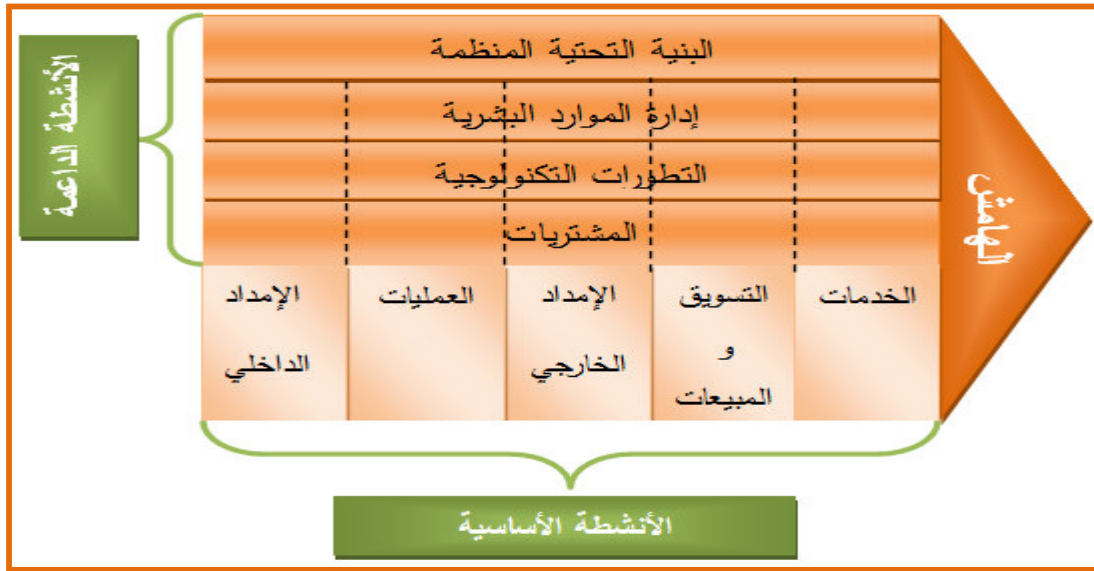 البنية التحتية المنظمة
إدارة الموارد البشرية
التطورات التكنولوجية
المشتريات
الأنشطة الداعمة
الهامش
الخدمات
التسويق
و
المبيعات
الإمداد
الخارجي
العمليات
الإمداد
الداخلي
الأنشطة الأساسية